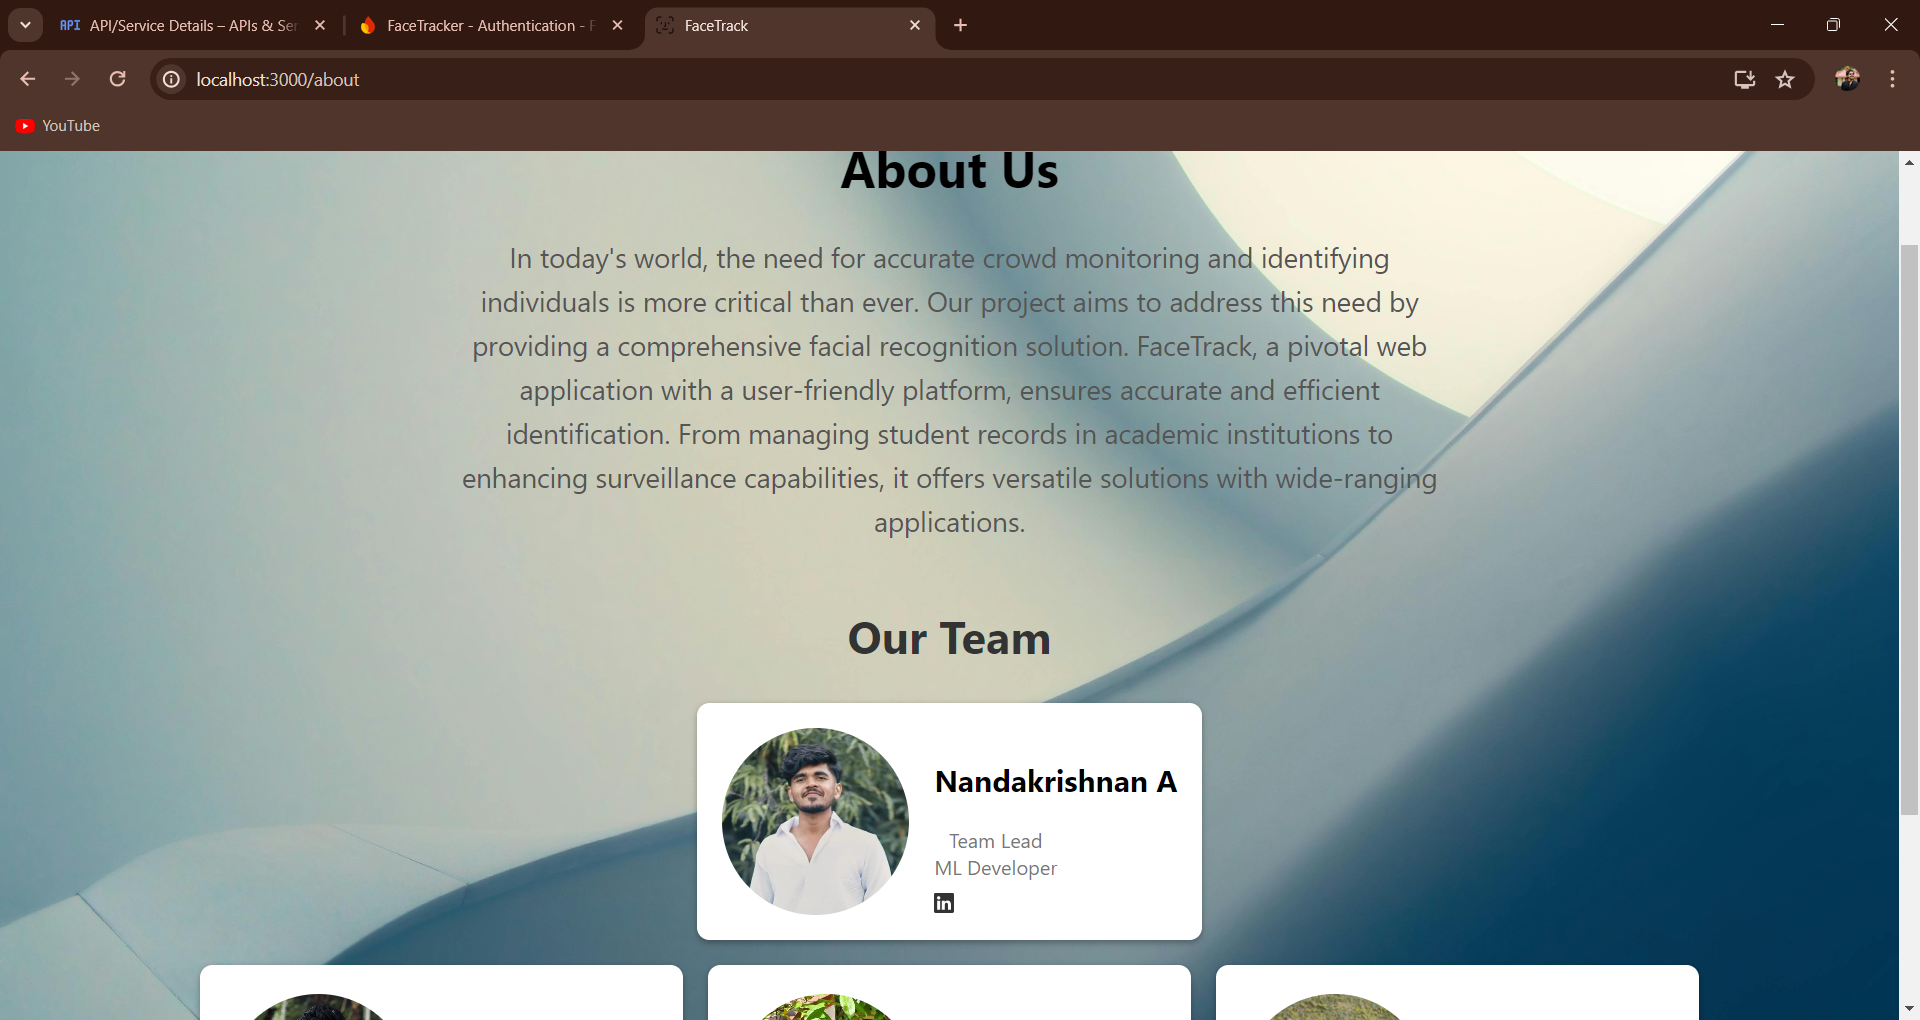 API/Service Details – APIs & Ser
FaceTracker - Authentication - F
FaceTrack
localhost:3000/about
YouTube
About Us
In today's world, the need for accurate crowd monitoring and identifying
individuals is more critical than ever. Our project aims to address this need by
providing a comprehensive facial recognition solution. FaceTrack, a pivotal web
application with a user-friendly platform, ensures accurate and efficient
identification. From managing student records in academic institutions to
enhancing surveillance capabilities, it offers versatile solutions with wide-ranging
applications.
Our Team
Nandakrishnan A
Team Lead
ML Developer
in